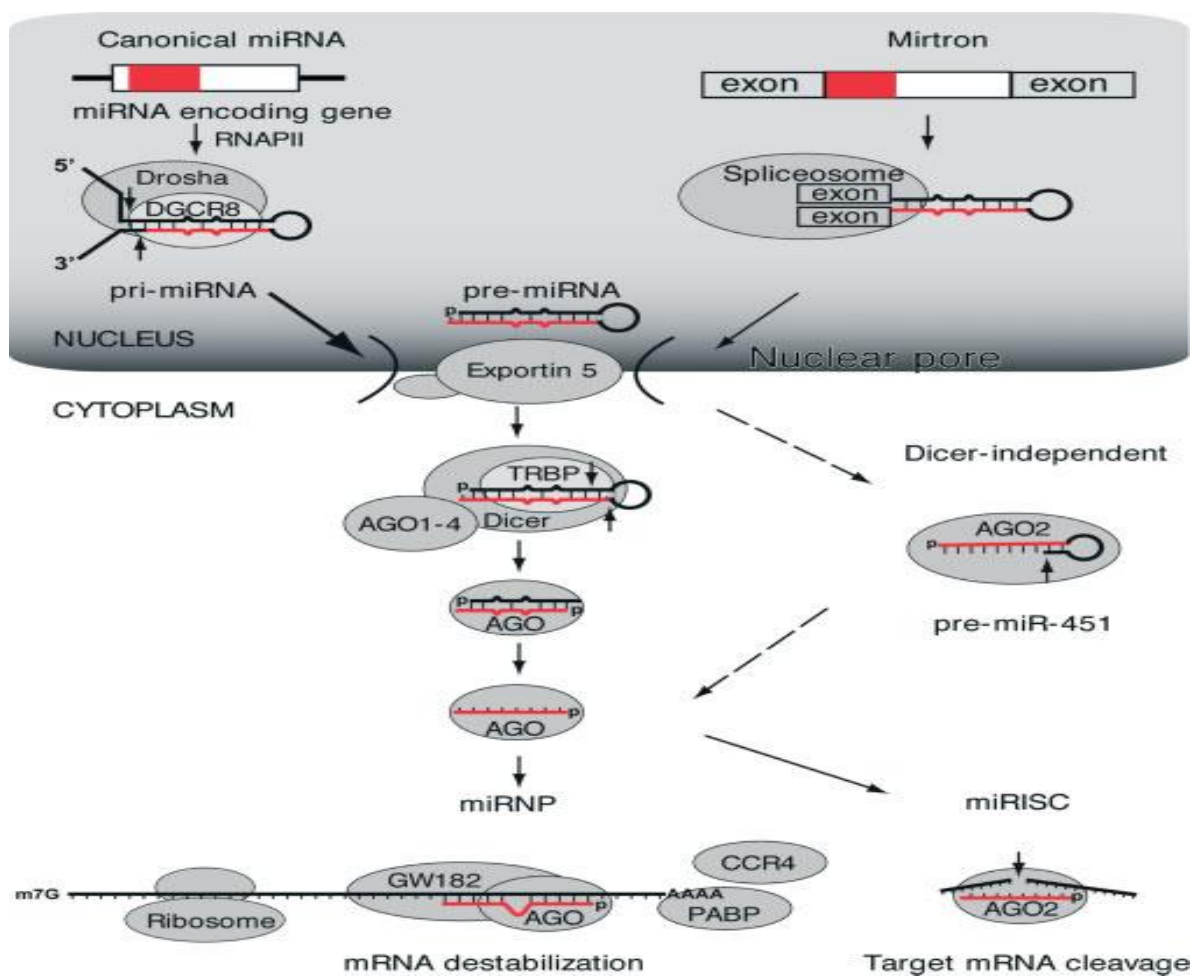 Canonical miRNA
Mirtron
exon
exon
miRNA encoding gene
RNAPII
5'
Drosha
DGCR8
3'
Spliceosome
exon
exon
pri-miRNA
pre-miRNA
p
NUCLEUS
Nuclear pore
Exportin 5
CYTOPLASM
Dicer-independent
TRBP
p
AGO1-4
Dicer
AGO2
p
pre-miR-451
p
p
AGO
p
AGO
miRNP
miRISC
CCR4
GW182
m7G
AAAA
Ribosome
AGO
p
PABP
AGO2
p
mRNA destabilization
Target mRNA cleavage